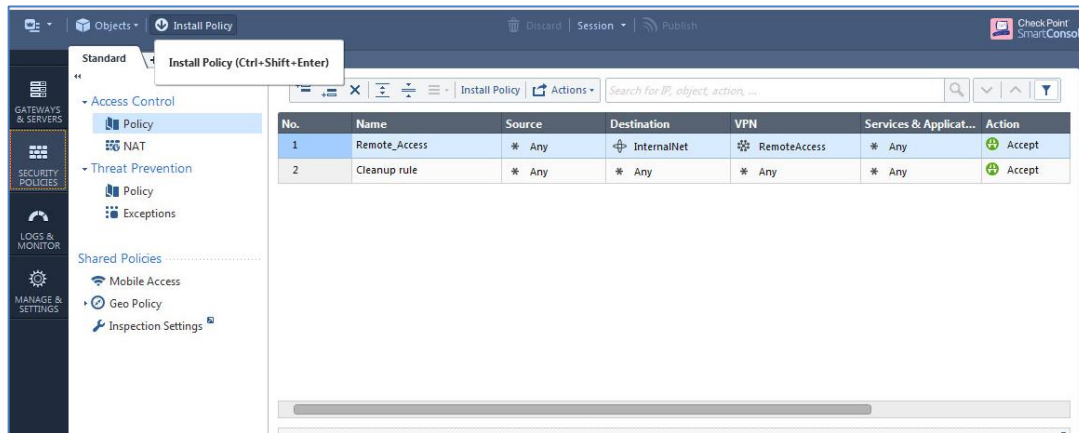 Objects
Install Policy
Discard
Session
Publish
Check Point
SmartConsol
Standard
+
Install Policy (Ctrl+Shift+Enter)
GATEWAYS
& SERVERS
SECURITY
POLICIES
LOGS &
MONITOR
MANAGE &
SETTINGS
Access Control
Policy
NAT
Threat Prevention
Policy
Exceptions
Shared Policies
Mobile Access
Geo Policy
Inspection Settings
Install Policy
Actions
Search for IP, object, action, ...
No. Name Source Destination VPN Services & Applicat... Action
1 Remote_Access * Any InternalNet RemoteAccess * Any Accept
2 Cleanup rule * Any * Any * Any * Any Accept